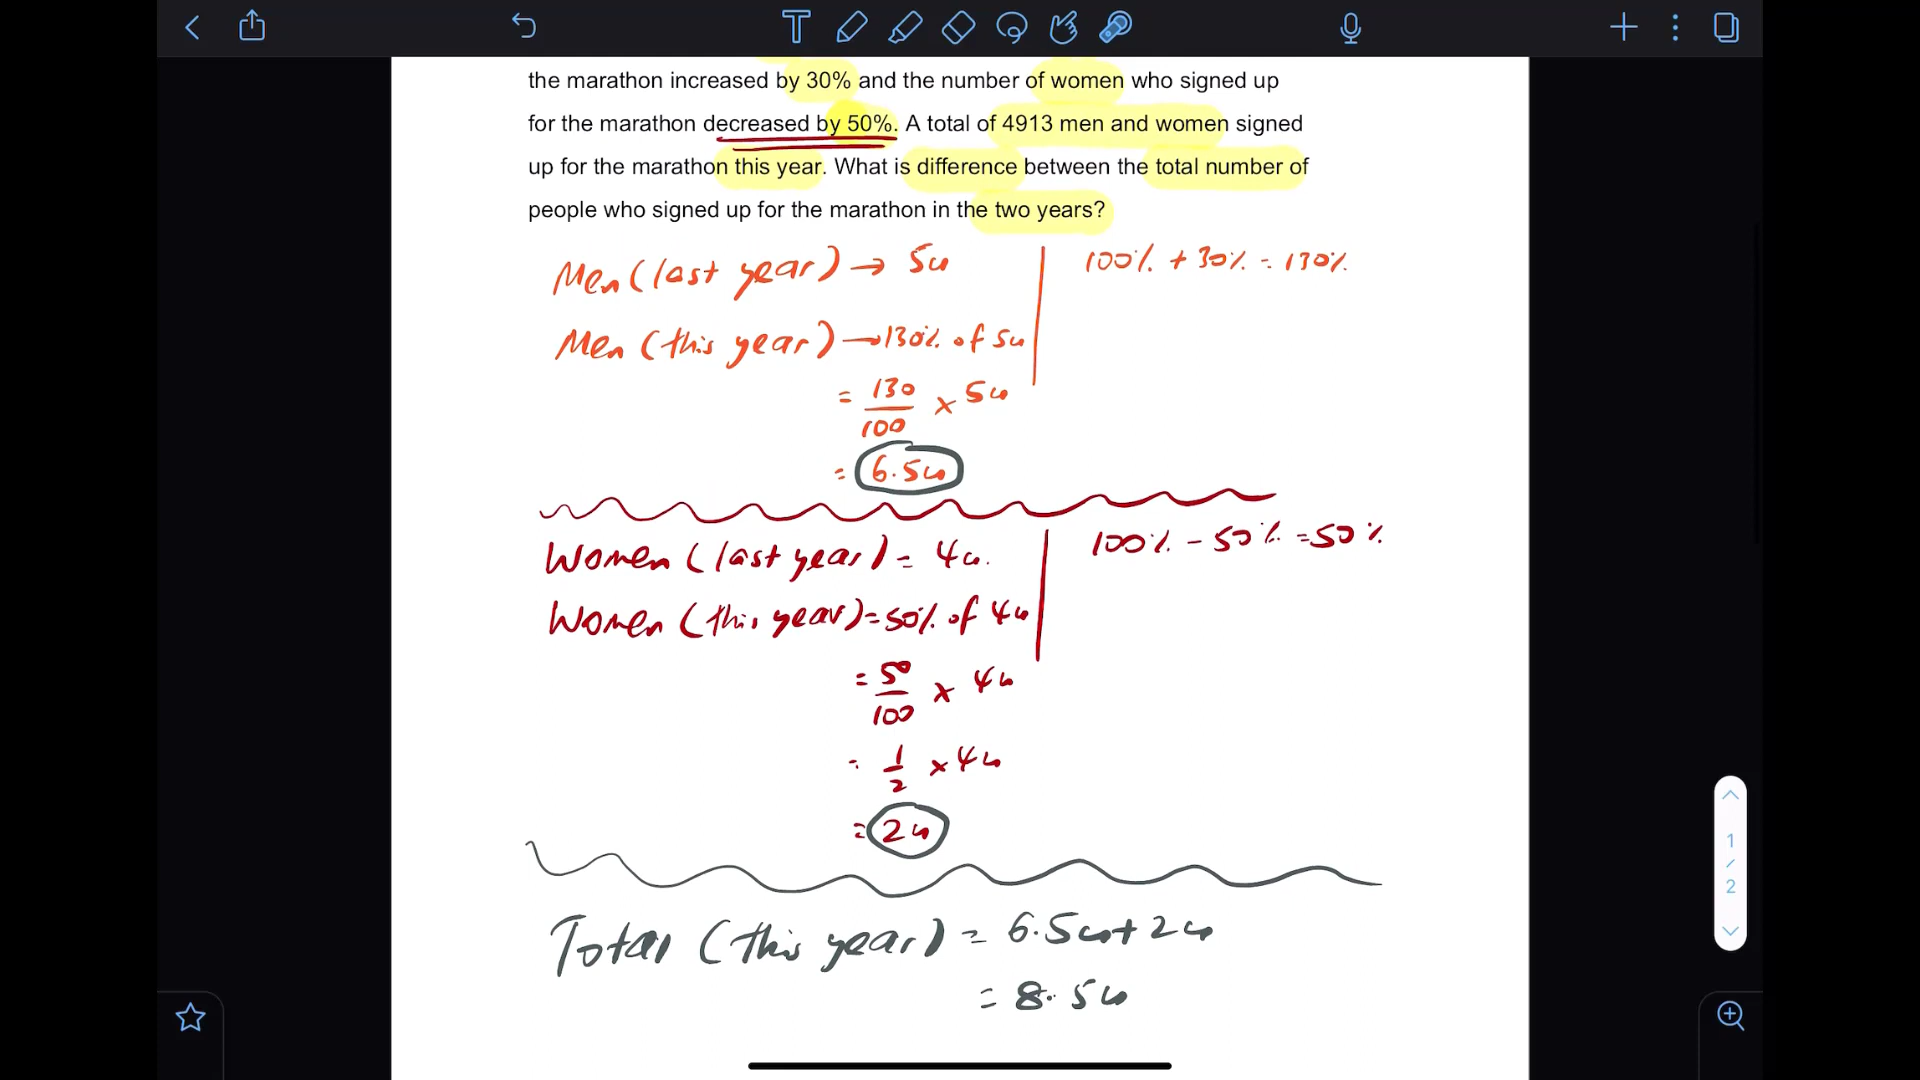 the marathon increased by 30% and the number of women who signed up
for the marathon decreased by 50%. A total of 4913 men and women signed
up for the marathon this year. What is difference between the total number of
people who signed up for the marathon in the two years?
Men (last year) → 5u
100% + 30% = 130%
Men (this year) → 130% of 5u
= 130/100 × 5u
= 6.5u
Women (last year) = 4u.
100% - 50% = 50%
Women (this year) = 50% of 4u
= 50/100 × 4u
= 1/2 × 4u
= 2u
Total (this year) = 6.5u + 2u
= 8.5u
T
1
/
2